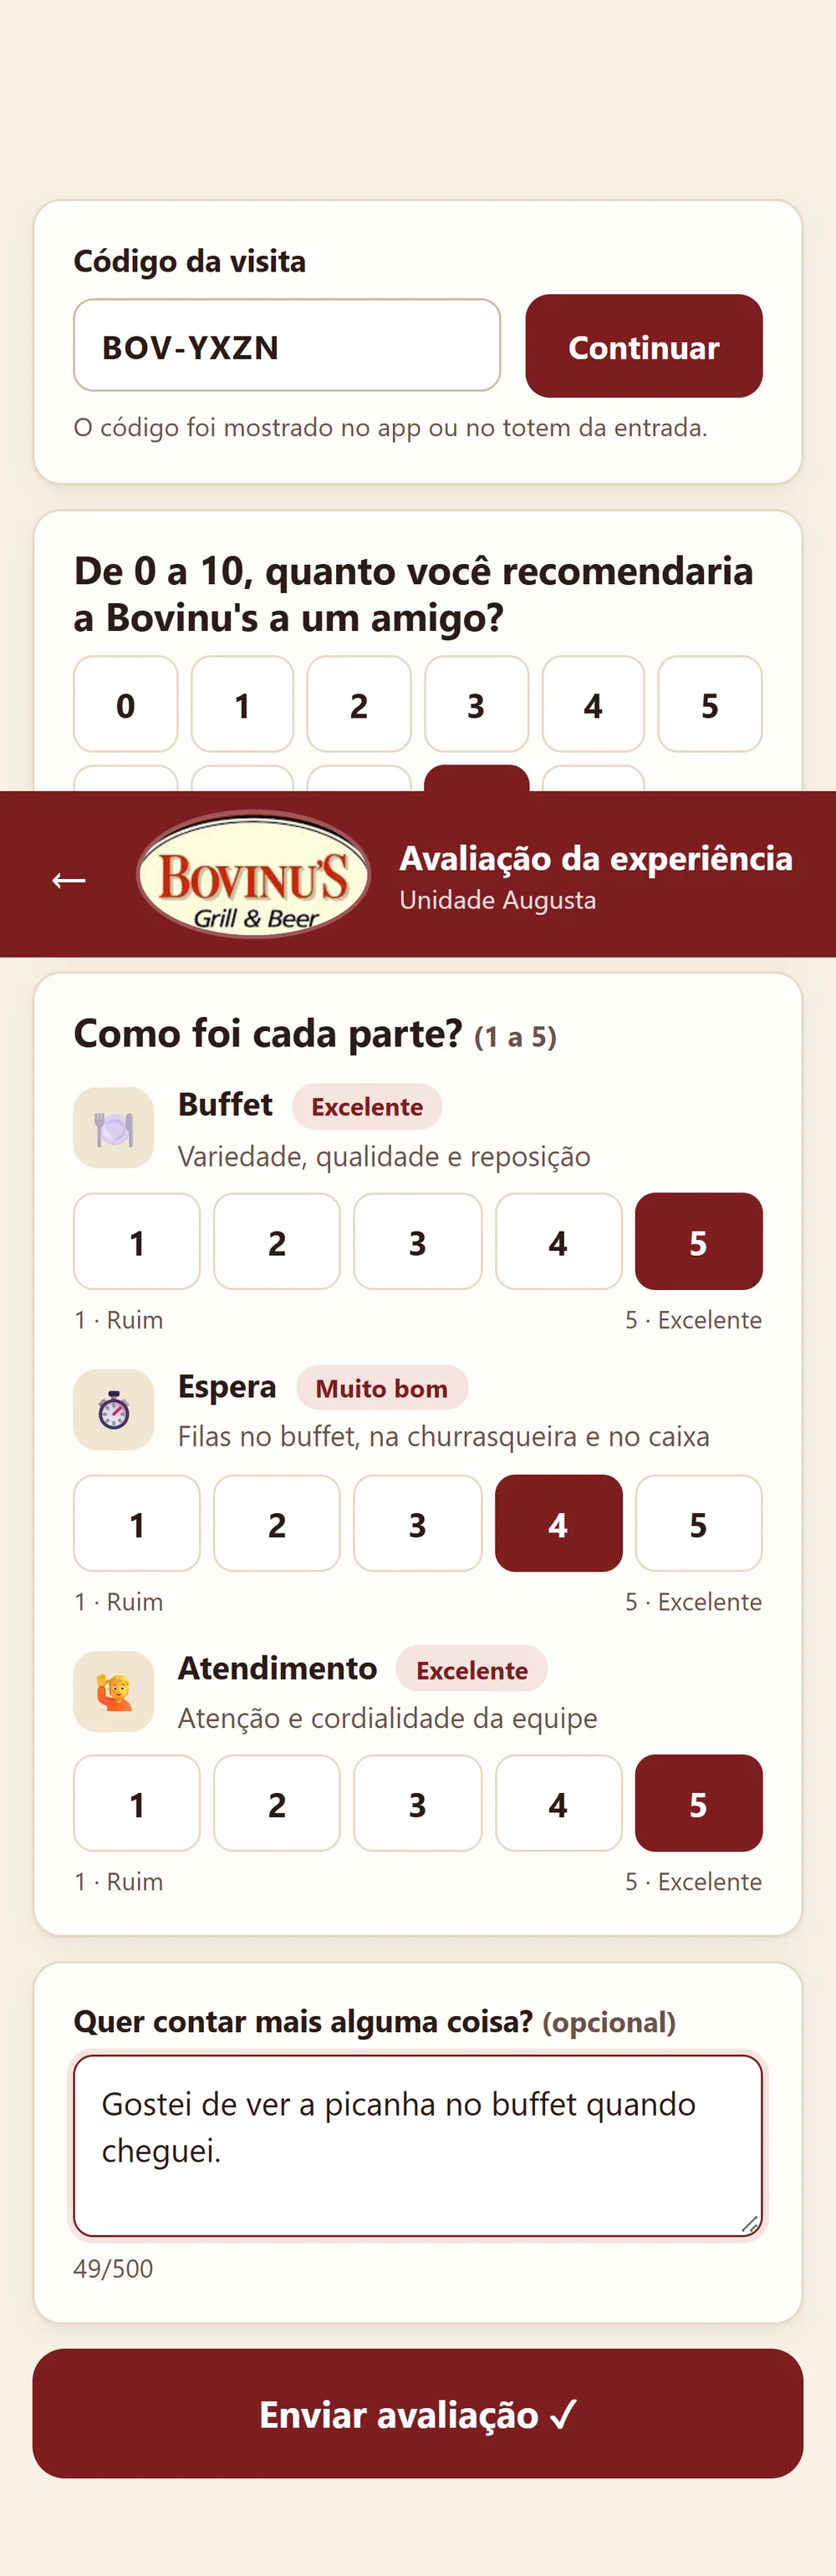 Código da visita
BOV-YXZN
Continuar
O código foi mostrado no app ou no totem da entrada.
De 0 a 10, quanto você recomendaria
a Bovinu's a um amigo?
0 1 2 3 4 5
←
BOVINU'S
Grill & Beer
Avaliação da experiência
Unidade Augusta
Como foi cada parte? (1 a 5)
Buffet Excelente
Variedade, qualidade e reposição
1 2 3 4 5
1 · Ruim 5 · Excelente
Espera Muito bom
Filas no buffet, na churrasqueira e no caixa
1 2 3 4 5
1 · Ruim 5 · Excelente
Atendimento Excelente
Atenção e cordialidade da equipe
1 2 3 4 5
1 · Ruim 5 · Excelente
Quer contar mais alguma coisa? (opcional)
Gostei de ver a picanha no buffet quando
cheguei.
49/500
Enviar avaliação ✓